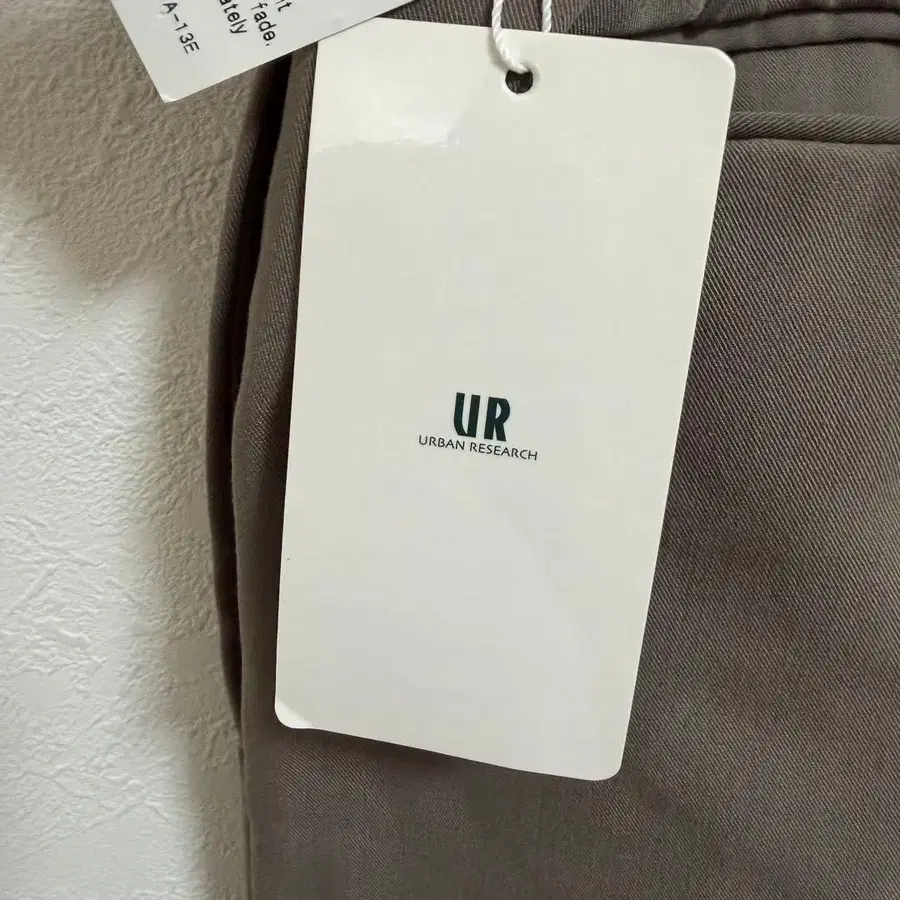 fade.
ately
A-13E
UR
URBAN RESEARCH